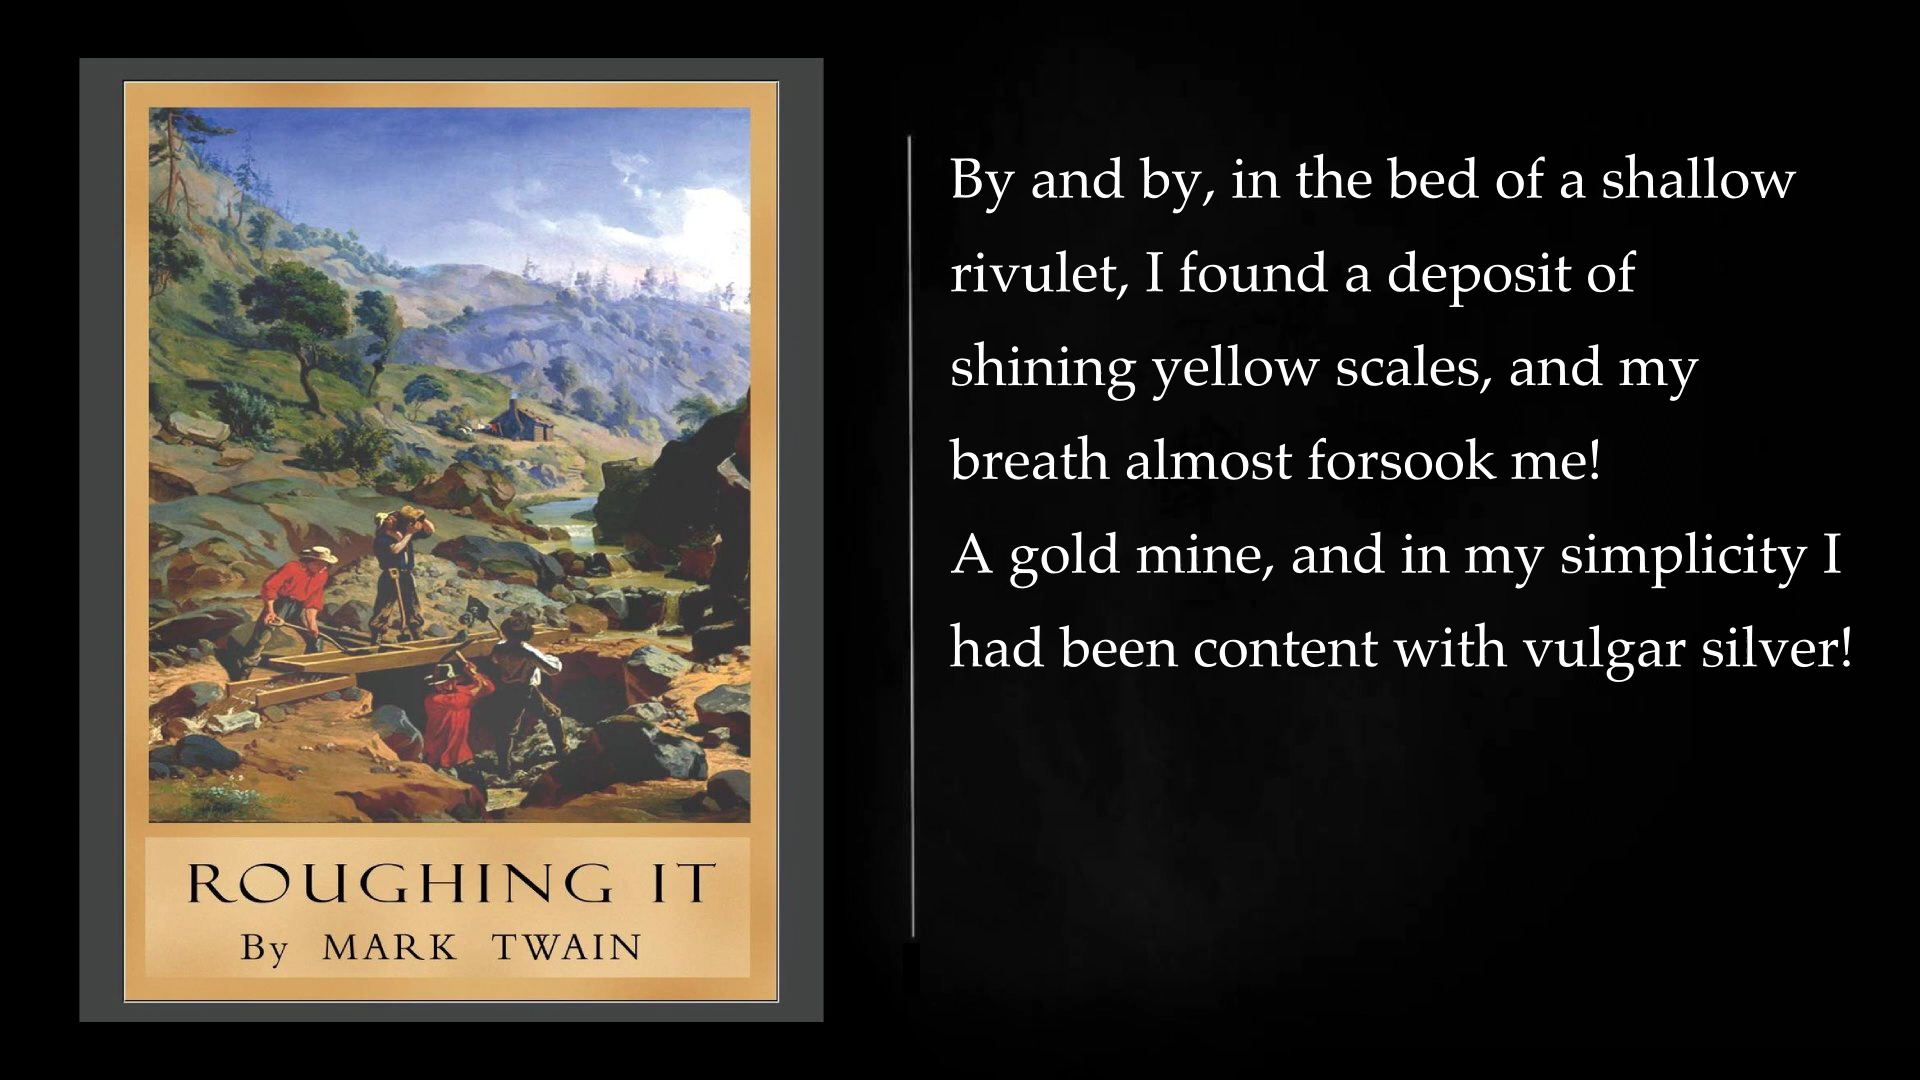 ROUGHING IT
By MARK TWAIN
By and by, in the bed of a shallow
rivulet, I found a deposit of
shining yellow scales, and my
breath almost forsook me!
A gold mine, and in my simplicity I
had been content with vulgar silver!